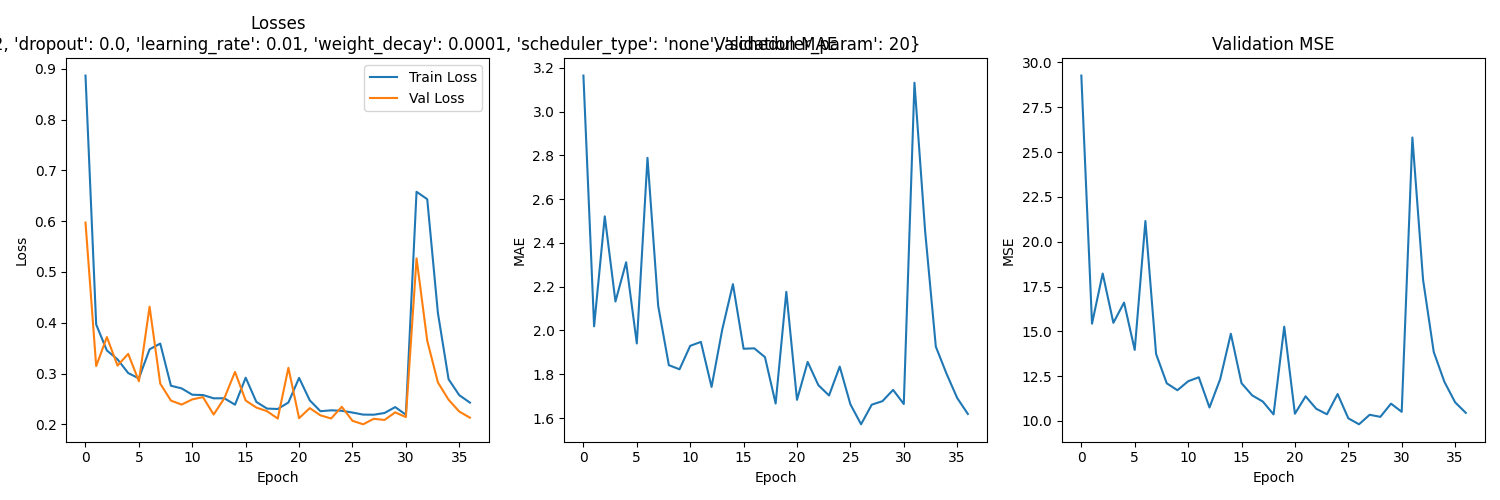 Losses
2, 'dropout': 0.0, 'learning_rate': 0.01, 'weight_decay': 0.0001, 'scheduler_type': 'none', 'scheduler_param': 20}
Validation MAE
Validation MSE
0.9
0.8
0.7
0.6
0.5
0.4
0.3
0.2
Loss
Train Loss
Val Loss
0 5 10 15 20 25 30 35
Epoch
3.2
3.0
2.8
2.6
2.4
2.2
2.0
1.8
1.6
MAE
0 5 10 15 20 25 30 35
Epoch
30.0
27.5
25.0
22.5
20.0
17.5
15.0
12.5
10.0
MSE
0 5 10 15 20 25 30 35
Epoch